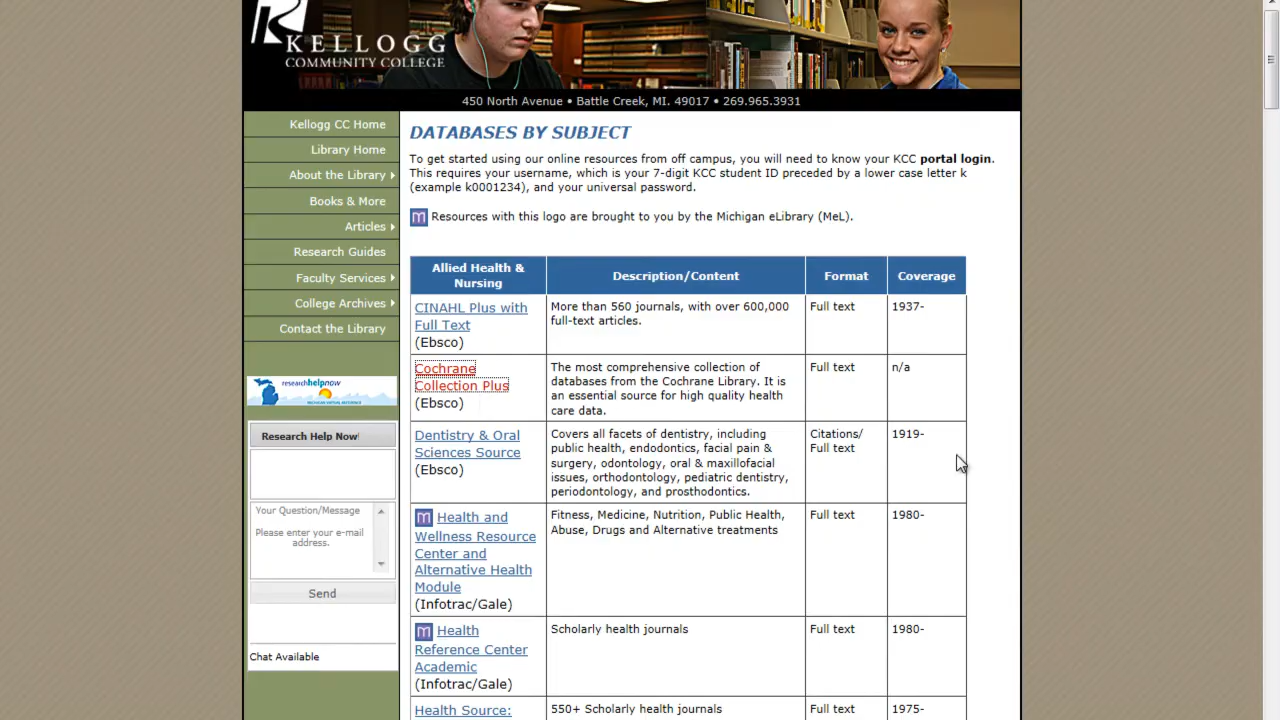 KELLOGG
COMMUNITY COLLEGE
450 North Avenue • Battle Creek, MI. 49017 • 269.965.3931
Kellogg CC Home
Library Home
About the Library
Books & More
Articles
Research Guides
Faculty Services
College Archives
Contact the Library
researchhelpnow
Research Help Now!
Your Question/Message
Please enter your e-mail
address.
Send
Chat Available
DATABASES BY SUBJECT
To get started using our online resources from off campus, you will need to know your KCC portal login.
This requires your username, which is your 7-digit KCC student ID preceded by a lower case letter k
(example k0001234), and your universal password.
m Resources with this logo are brought to you by the Michigan eLibrary (MeL).
Allied Health &
Nursing
Description/Content
Format
Coverage
CINAHL Plus with
Full Text
(Ebsco)
More than 560 journals, with over 600,000
full-text articles.
Full text
1937-
Cochrane
Collection Plus
(Ebsco)
The most comprehensive collection of
databases from the Cochrane Library. It is
an essential source for high quality health
care data.
Full text
n/a
Dentistry & Oral
Sciences Source
(Ebsco)
Covers all facets of dentistry, including
public health, endodontics, facial pain &
surgery, odontology, oral & maxillofacial
issues, orthodontology, pediatric dentistry,
periodontology, and prosthodontics.
Citations/
Full text
1919-
m Health and
Wellness Resource
Center and
Alternative Health
Module
(Infotrac/Gale)
Fitness, Medicine, Nutrition, Public Health,
Abuse, Drugs and Alternative treatments
Full text
1980-
m Health
Reference Center
Academic
(Infotrac/Gale)
Scholarly health journals
Full text
1980-
Health Source:
550+ Scholarly health journals
Full text
1975-